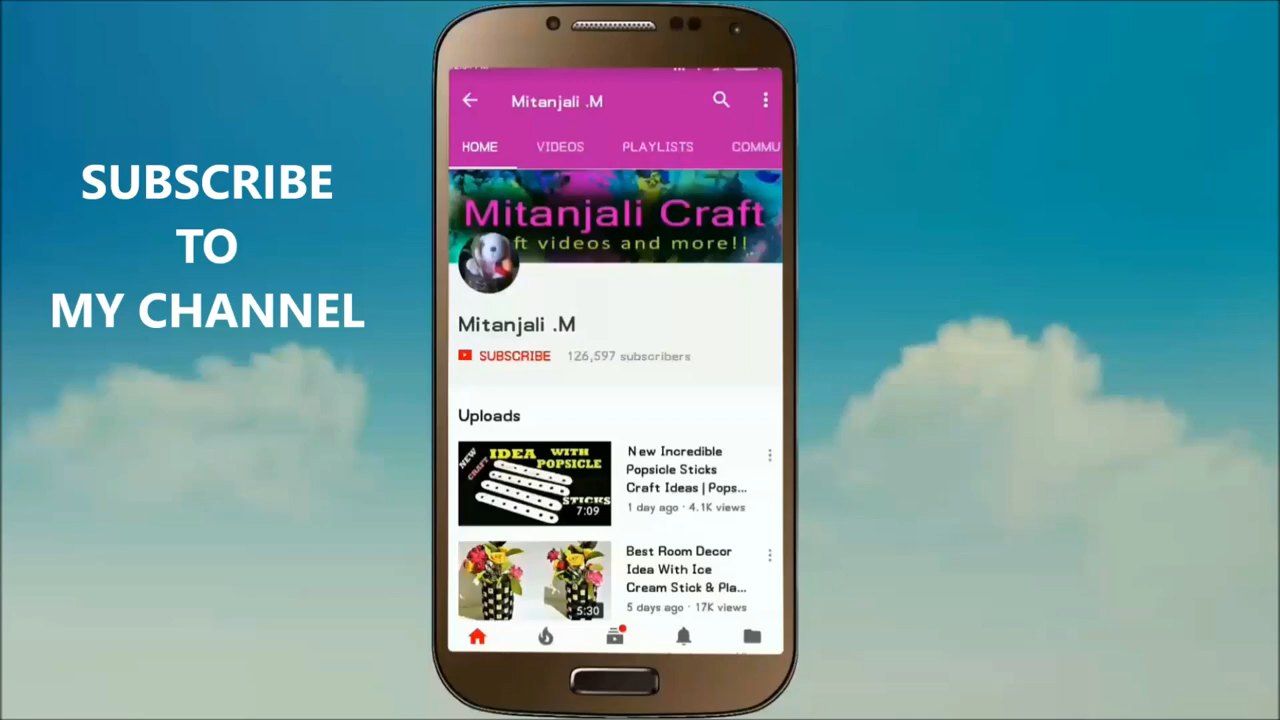 SUBSCRIBE
TO
MY CHANNEL
Mitanjali .M
HOME VIDEOS PLAYLISTS COMMU
Mitanjali Craft
ft videos and more!!
Mitanjali .M
SUBSCRIBE 126,597 subscribers
Uploads
NEW CRAFT IDEA WITH
POPSICLE
STICKS
7:09
New Incredible
Popsicle Sticks
Craft Ideas | Pops...
1 day ago · 4.1K views
5:30
Best Room Decor
Idea With Ice
Cream Stick & Pla...
5 days ago · 17K views